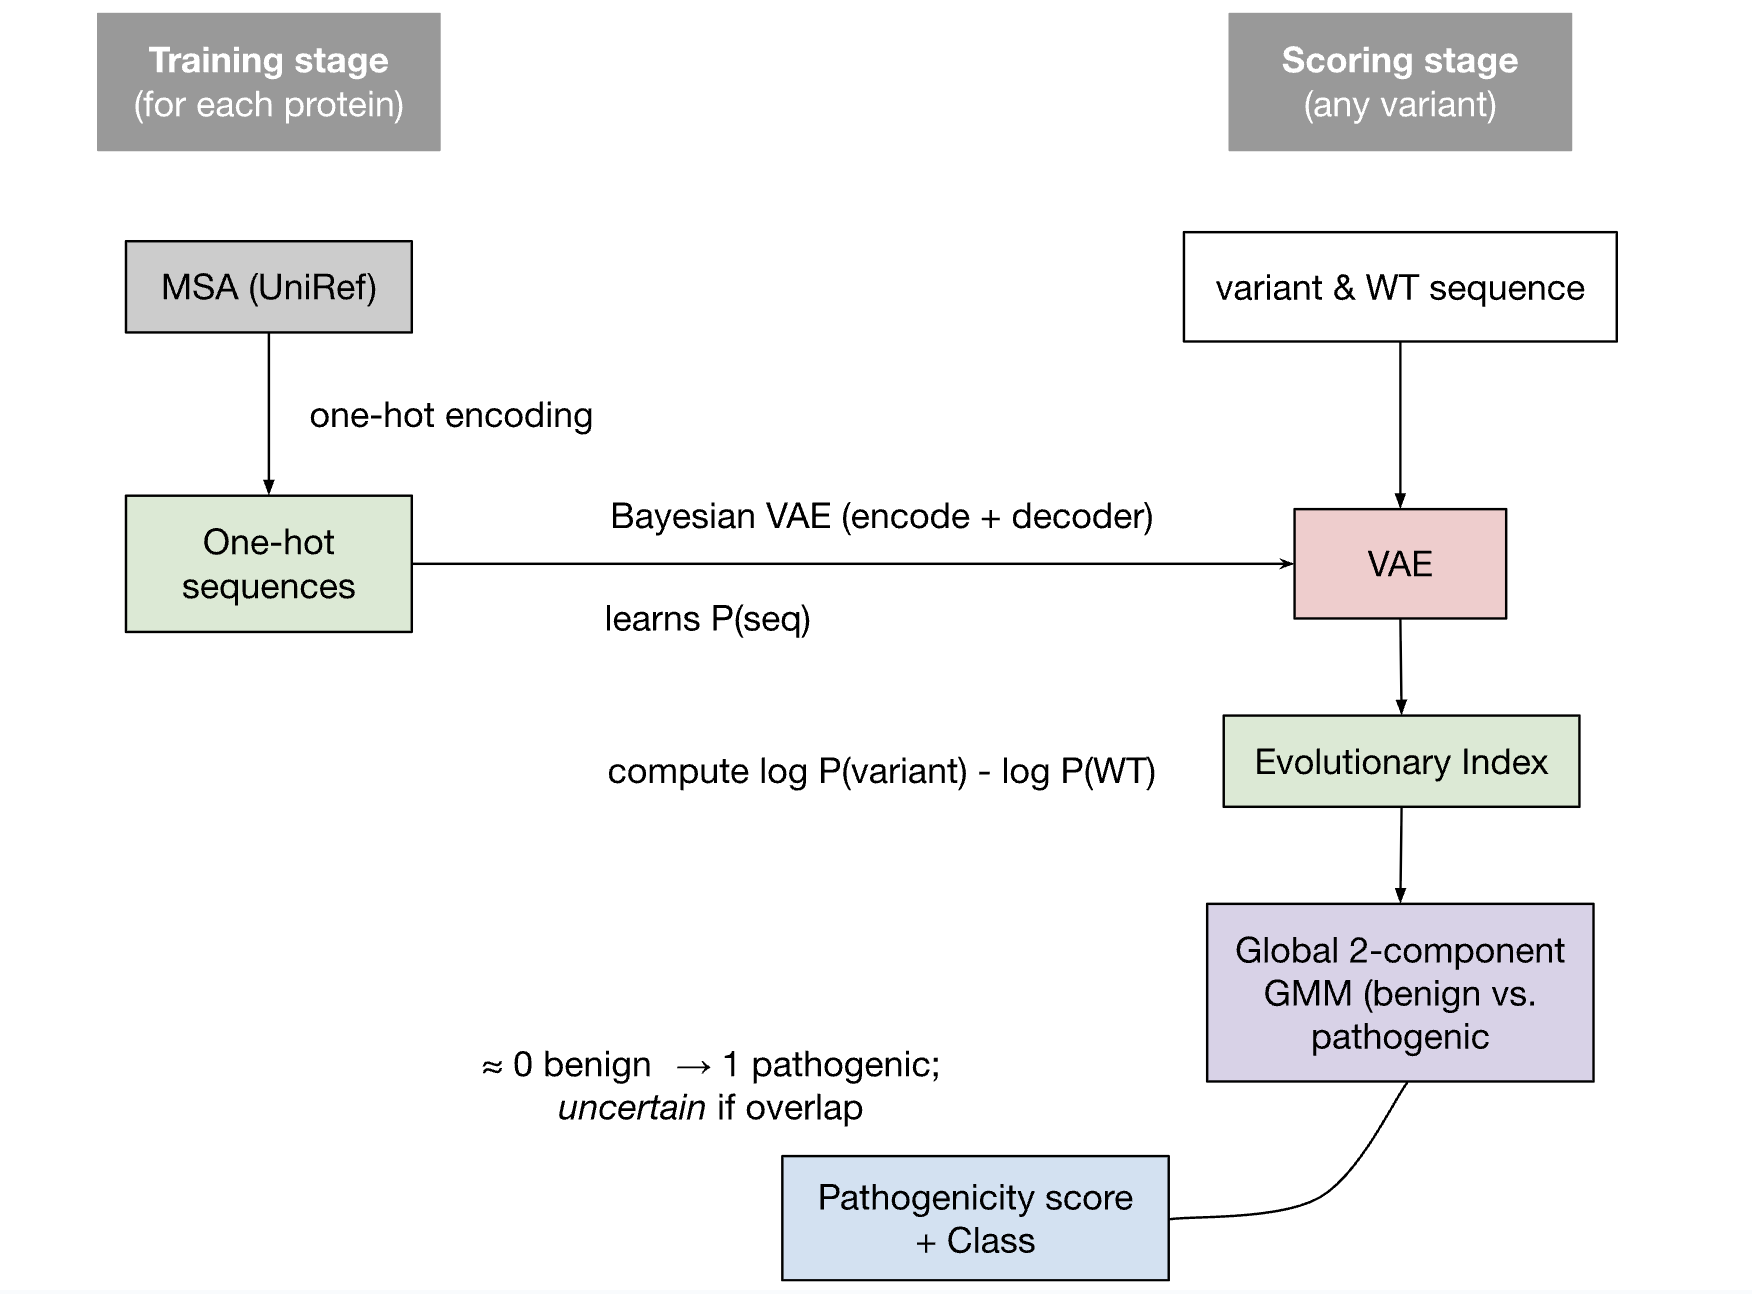 Training stage
(for each protein)
Scoring stage
(any variant)
MSA (UniRef)
variant & WT sequence
one-hot encoding
One-hot
sequences
Bayesian VAE (encode + decoder)
learns P(seq)
VAE
compute log P(variant) - log P(WT)
Evolutionary Index
Global 2-component
GMM (benign vs.
pathogenic
≈ 0 benign → 1 pathogenic;
uncertain if overlap
Pathogenicity score
+ Class